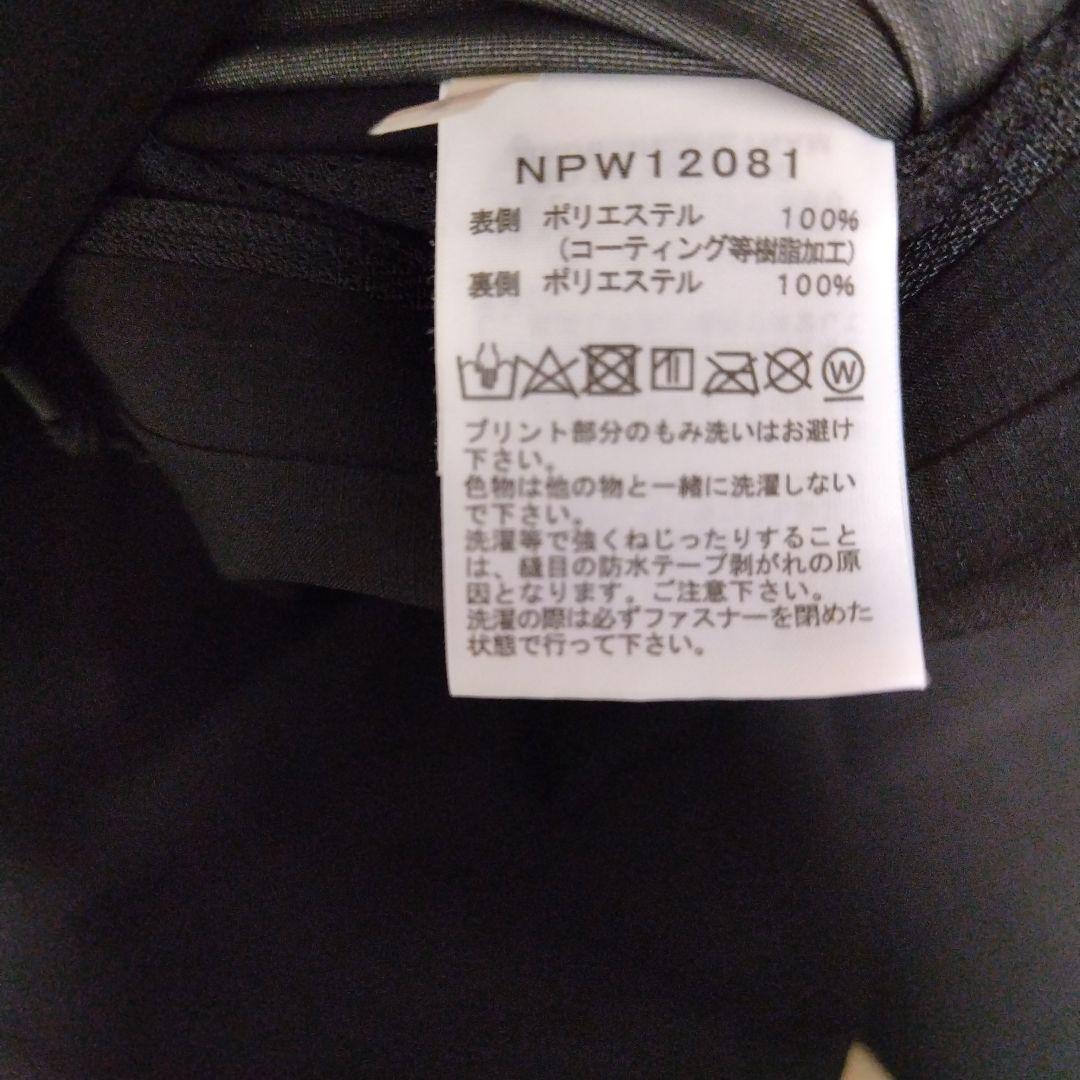 NPW12081
表側 ポリエステル 100%
(コーティング等樹脂加工)
裏側 ポリエステル 100%
W
プリント部分のもみ洗いはお避け
下さい。
色物は他の物と一緒に洗濯しない
で下さい。
洗濯等で強くねじったりすること
は、縫目の防水テープ剥がれの原
因となります。ご注意下さい。
洗濯の際は必ずファスナーを閉めた
状態で行って下さい。